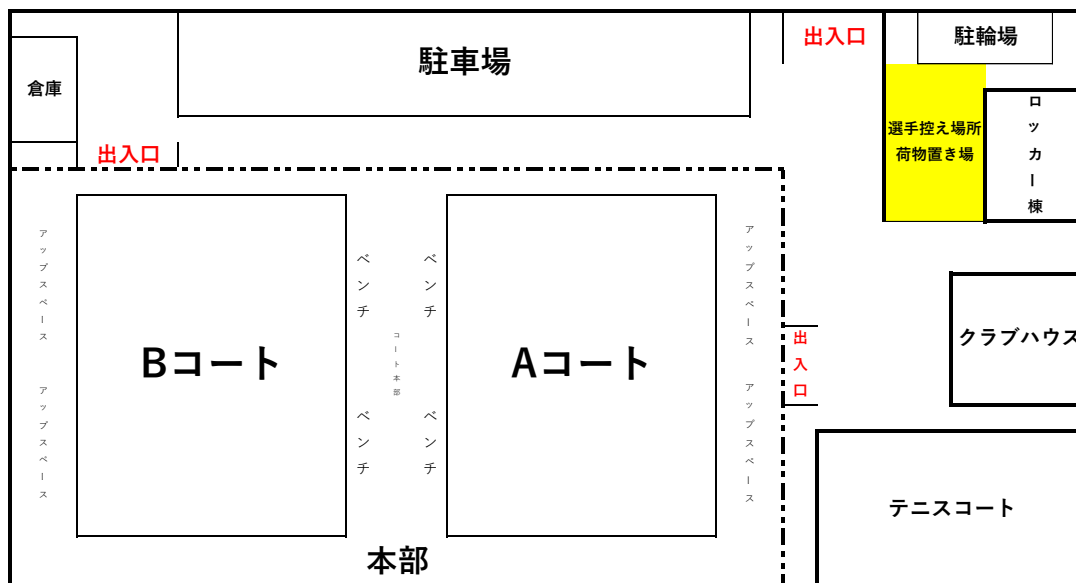 出入口
駐輪場
駐車場
倉庫
ロッカー棟
選手控え場所
荷物置き場
出入口
アップスペース
ベンチ
ベンチ
アップスペース
コート本部
出入口
クラブハウス
Bコート
Aコート
アップスペース
ベンチ
ベンチ
アップスペース
テニスコート
本部